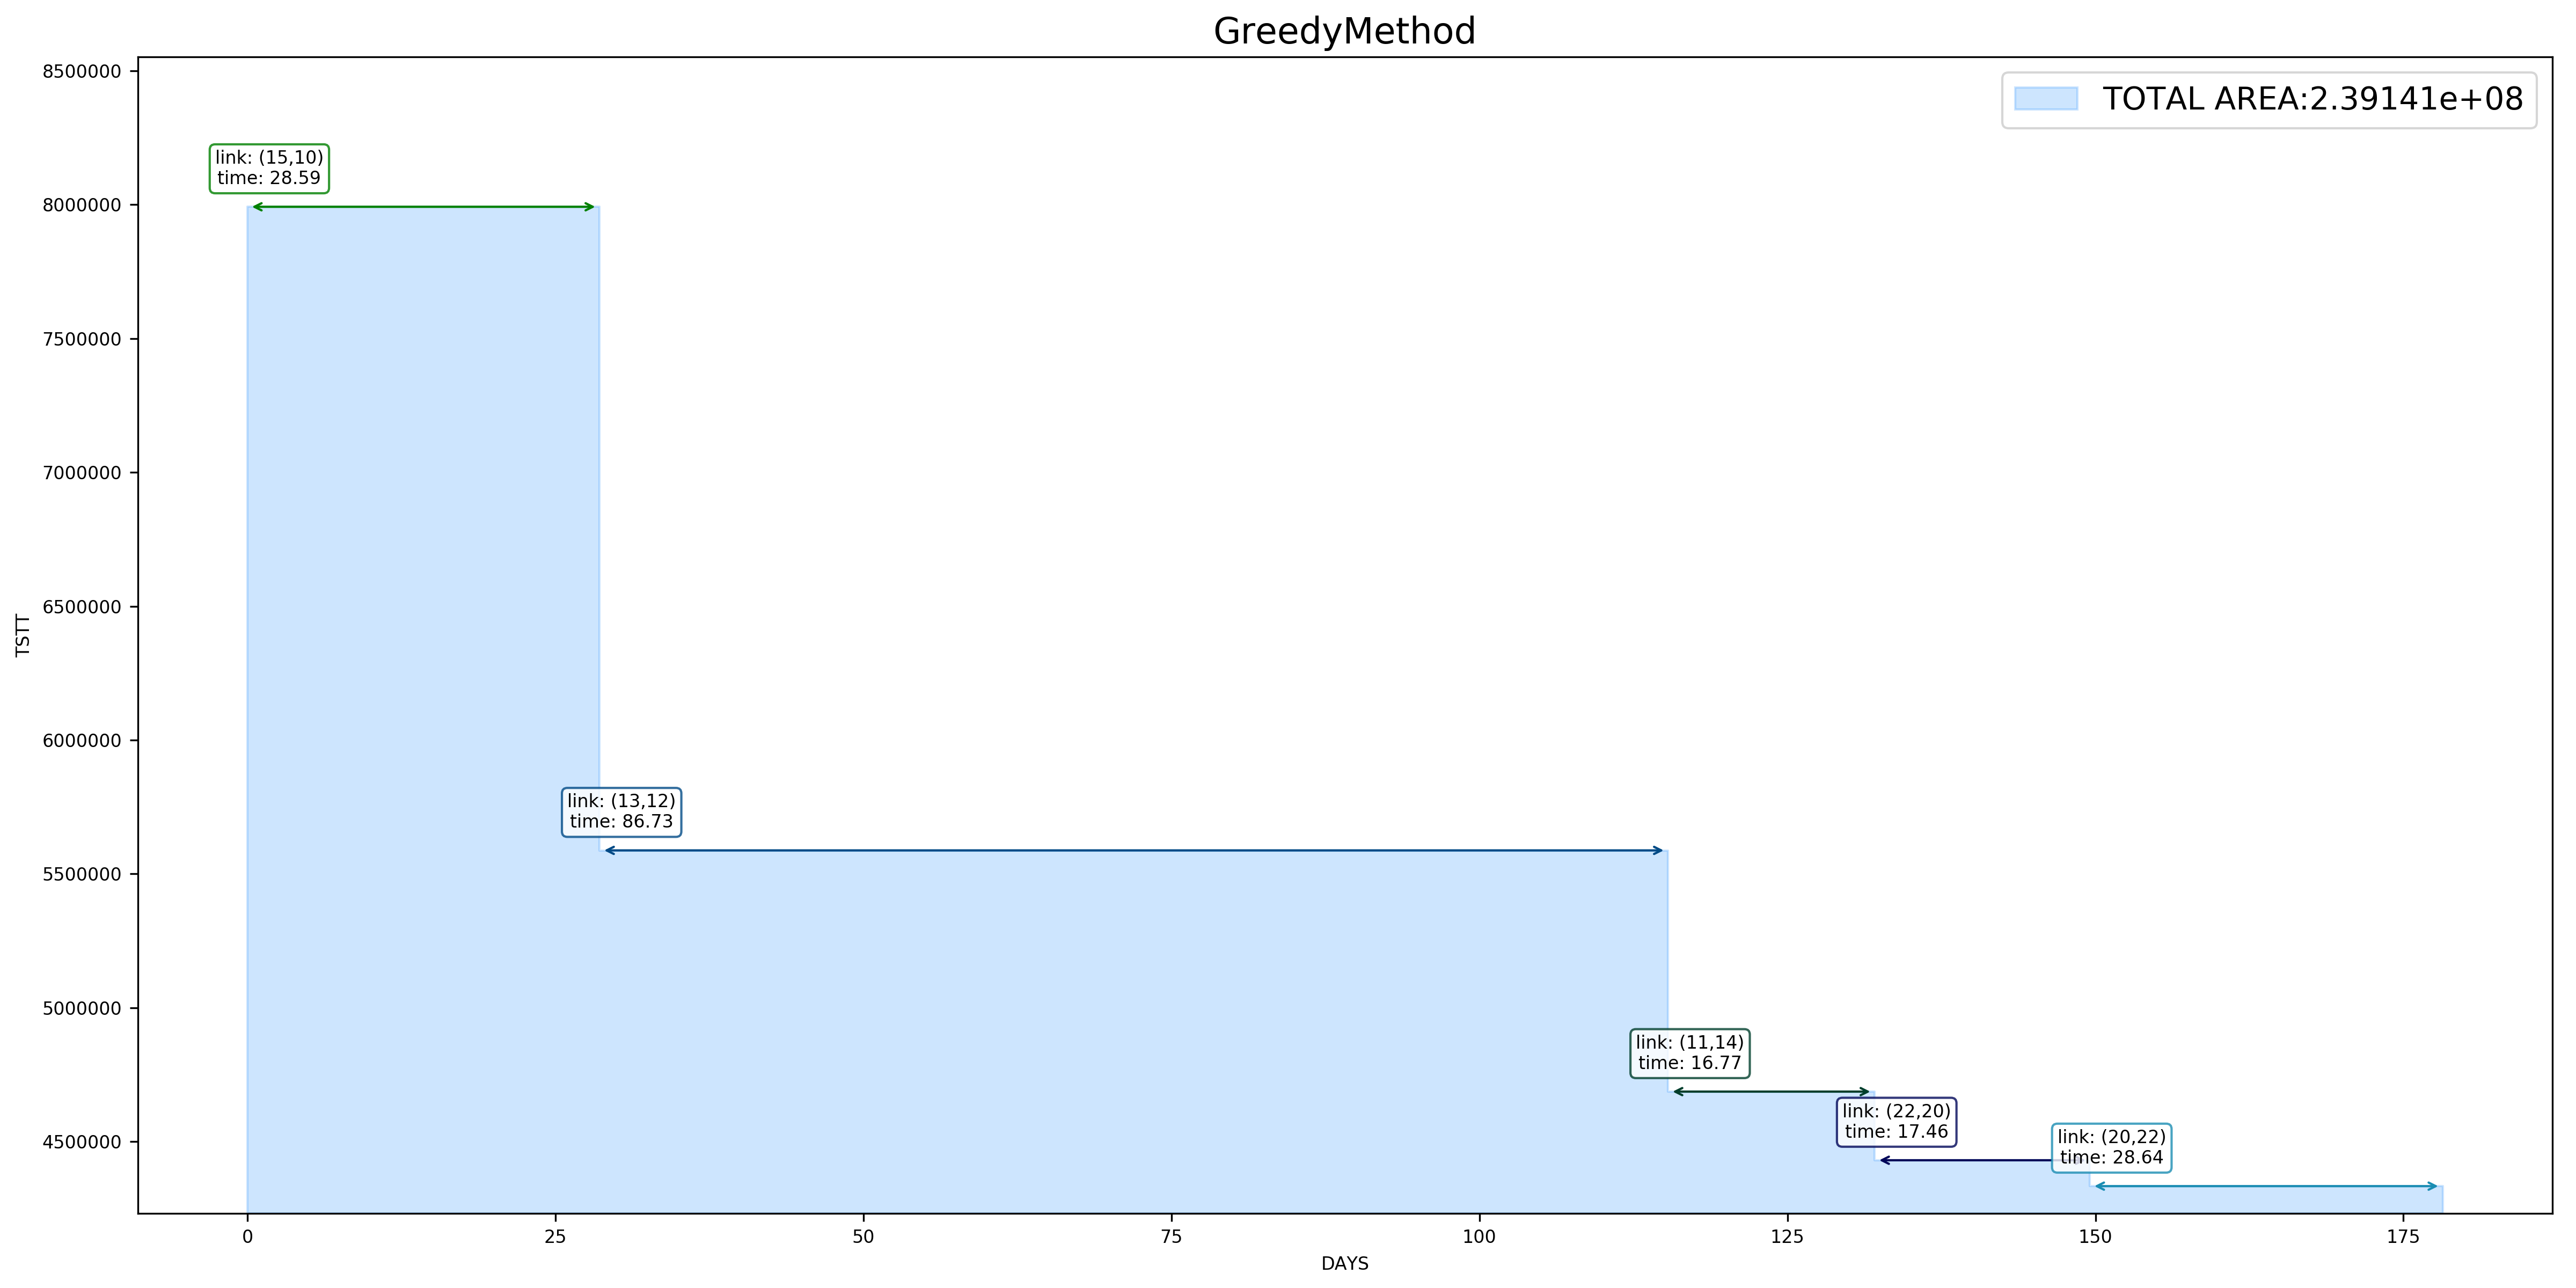 GreedyMethod
TOTAL AREA:2.39141e+08
8500000
8000000
7500000
7000000
6500000
6000000
5500000
5000000
4500000
TSTT
link: (15,10)
time: 28.59
link: (13,12)
time: 86.73
link: (11,14)
time: 16.77
link: (22,20)
time: 17.46
link: (20,22)
time: 28.64
0
25
50
75
100
125
150
175
DAYS